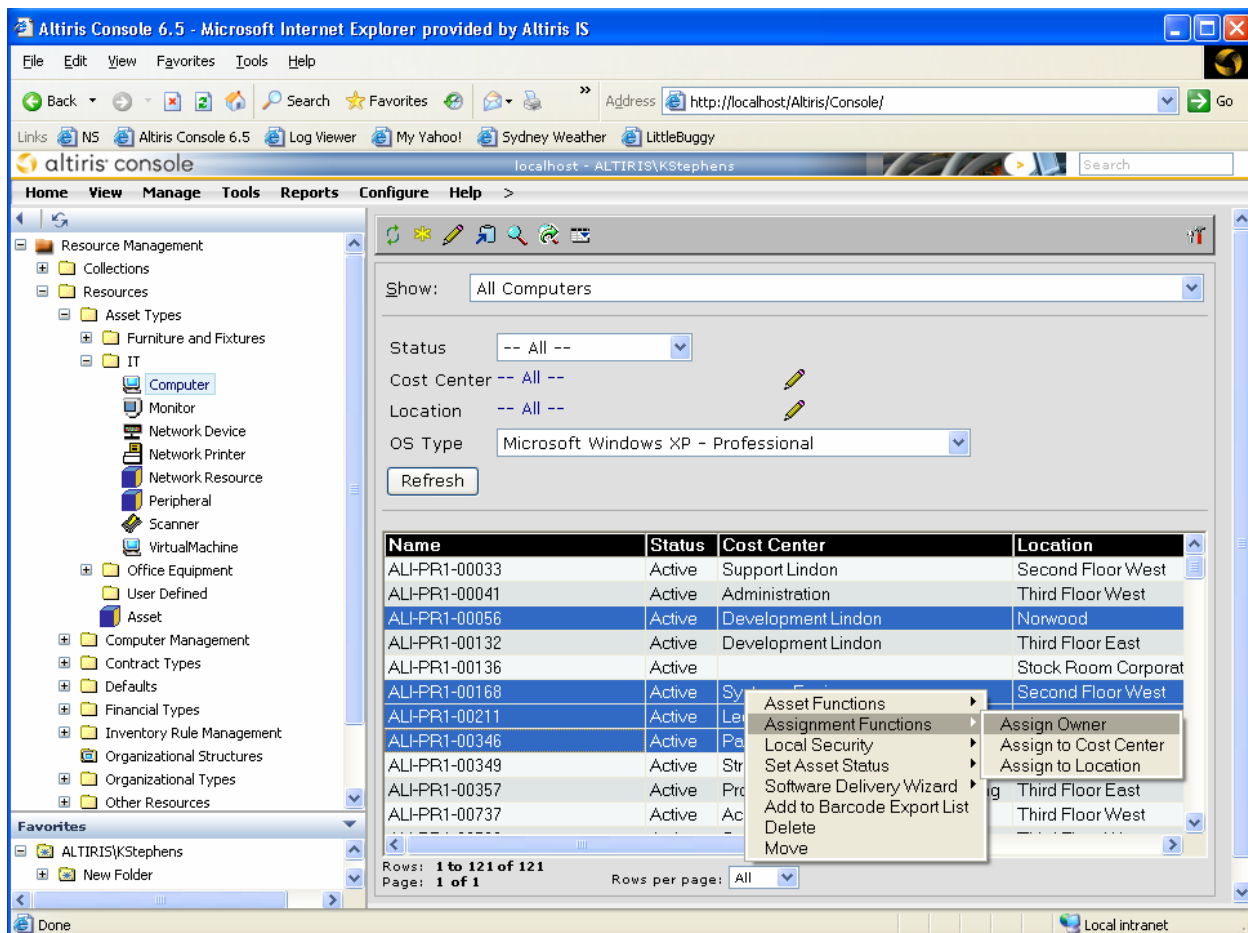 Altiris Console 6.5 - Microsoft Internet Explorer provided by Altiris IS
File Edit View Favorites Tools Help
Back Search Favorites » Address http://localhost/Altiris/Console/ Go
Links NS Altiris Console 6.5 Log Viewer My Yahoo! Sydney Weather LittleBuggy
altiris console localhost - ALTIRIS\KStephens Search
Home View Manage Tools Reports Configure Help >
Resource Management
Collections
Resources
Asset Types
Furniture and Fixtures
IT
Computer
Monitor
Network Device
Network Printer
Network Resource
Peripheral
Scanner
VirtualMachine
Office Equipment
User Defined
Asset
Computer Management
Contract Types
Defaults
Financial Types
Inventory Rule Management
Organizational Structures
Organizational Types
Other Resources
Favorites
ALTIRIS\KStephens
New Folder
Show: All Computers
Status -- All --
Cost Center -- All --
Location -- All --
OS Type Microsoft Windows XP - Professional
Refresh
Name Status Cost Center Location
ALI-PR1-00033 Active Support Lindon Second Floor West
ALI-PR1-00041 Active Administration Third Floor West
ALI-PR1-00056 Active Development Lindon Norwood
ALI-PR1-00132 Active Development Lindon Third Floor East
ALI-PR1-00136 Active Stock Room Corporat
ALI-PR1-00168 Active Second Floor West
ALI-PR1-00211 Active
ALI-PR1-00346 Active
ALI-PR1-00349 Active
ALI-PR1-00357 Active Third Floor East
ALI-PR1-00737 Active Third Floor West
Asset Functions
Assignment Functions
Local Security
Set Asset Status
Software Delivery Wizard
Add to Barcode Export List
Delete
Move
Assign Owner
Assign to Cost Center
Assign to Location
Rows: 1 to 121 of 121
Page: 1 of 1
Rows per page: All
Done Local intranet